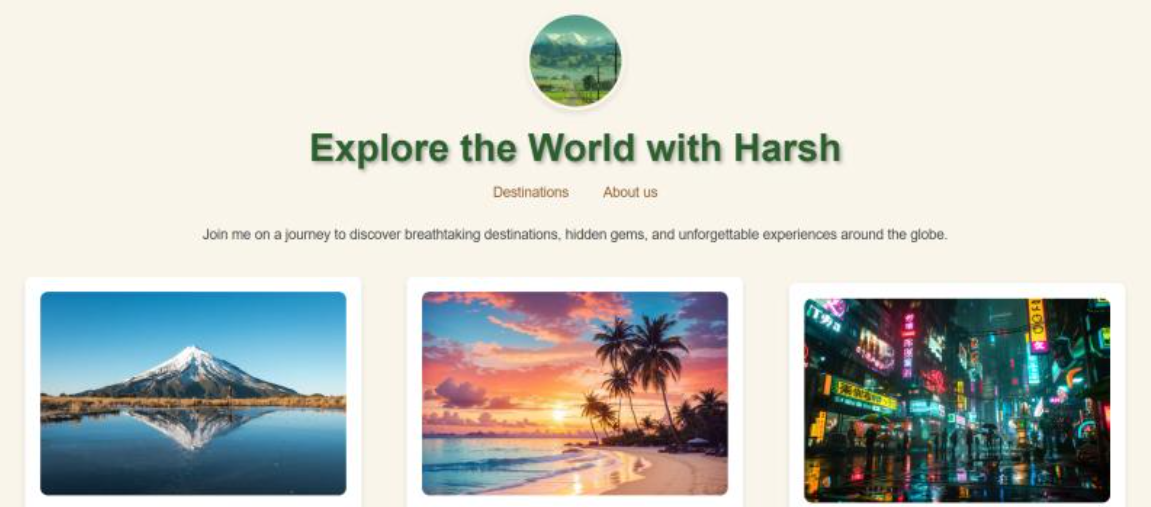 Explore the World with Harsh
Destinations About us
Join me on a journey to discover breathtaking destinations, hidden gems, and unforgettable experiences around the globe.